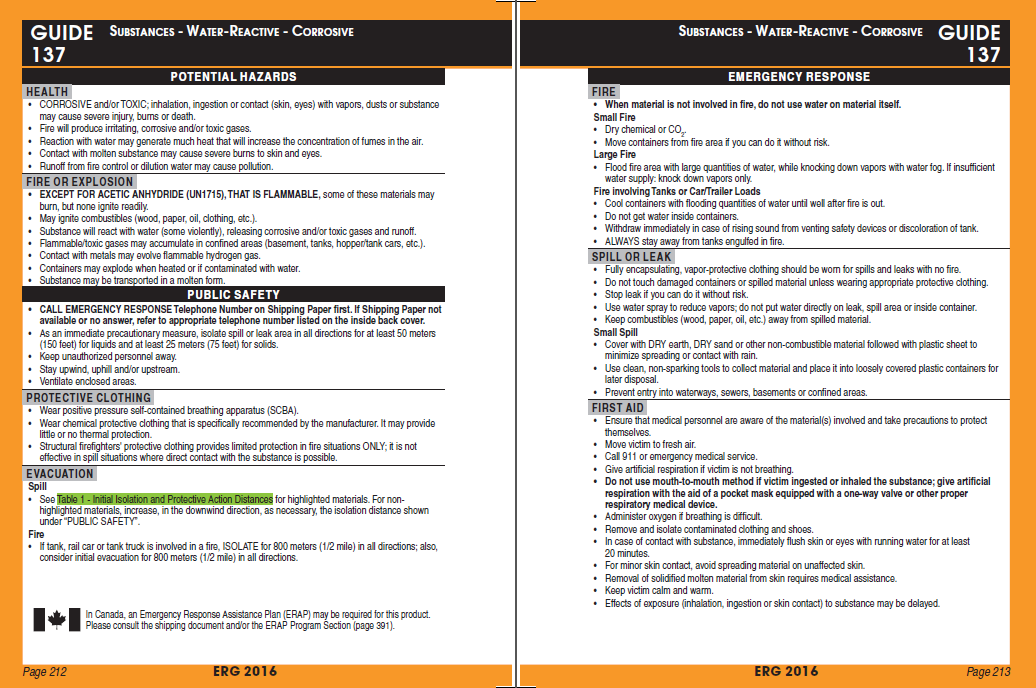 GUIDE
137
Substances - Water-Reactive - Corrosive
POTENTIAL HAZARDS
HEALTH
• CORROSIVE and/or TOXIC; inhalation, ingestion or contact (skin, eyes) with vapors, dusts or substance
may cause severe injury, burns or death.
• Fire will produce irritating, corrosive and/or toxic gases.
• Reaction with water may generate much heat that will increase the concentration of fumes in the air.
• Contact with molten substance may cause severe burns to skin and eyes.
• Runoff from fire control or dilution water may cause pollution.
FIRE OR EXPLOSION
• EXCEPT FOR ACETIC ANHYDRIDE (UN1715), THAT IS FLAMMABLE, some of these materials may
burn, but none ignite readily.
• May ignite combustibles (wood, paper, oil, clothing, etc.).
• Substance will react with water (some violently), releasing corrosive and/or toxic gases and runoff.
• Flammable/toxic gases may accumulate in confined areas (basement, tanks, hopper/tank cars, etc.).
• Contact with metals may evolve flammable hydrogen gas.
• Containers may explode when heated or if contaminated with water.
• Substance may be transported in a molten form.
PUBLIC SAFETY
• CALL EMERGENCY RESPONSE Telephone Number on Shipping Paper first. If Shipping Paper not
available or no answer, refer to appropriate telephone number listed on the inside back cover.
• As an immediate precautionary measure, isolate spill or leak area in all directions for at least 50 meters
(150 feet) for liquids and at least 25 meters (75 feet) for solids.
• Keep unauthorized personnel away.
• Stay upwind, uphill and/or upstream.
• Ventilate enclosed areas.
PROTECTIVE CLOTHING
• Wear positive pressure self-contained breathing apparatus (SCBA).
• Wear chemical protective clothing that is specifically recommended by the manufacturer. It may provide
little or no thermal protection.
• Structural firefighters' protective clothing provides limited protection in fire situations ONLY; it is not
effective in spill situations where direct contact with the substance is possible.
EVACUATION
Spill
• See Table 1 - Initial Isolation and Protective Action Distances for highlighted materials. For non-
highlighted materials, increase, in the downwind direction, as necessary, the isolation distance shown
under “PUBLIC SAFETY”.
Fire
• If tank, rail car or tank truck is involved in a fire, ISOLATE for 800 meters (1/2 mile) in all directions; also,
consider initial evacuation for 800 meters (1/2 mile) in all directions.
In Canada, an Emergency Response Assistance Plan (ERAP) may be required for this product.
Please consult the shipping document and/or the ERAP Program Section (page 391).
Page 212
ERG 2016
Substances - Water-Reactive - Corrosive
GUIDE
137
EMERGENCY RESPONSE
FIRE
• When material is not involved in fire, do not use water on material itself.
Small Fire
• Dry chemical or CO2.
• Move containers from fire area if you can do it without risk.
Large Fire
• Flood fire area with large quantities of water, while knocking down vapors with water fog. If insufficient
water supply: knock down vapors only.
Fire involving Tanks or Car/Trailer Loads
• Cool containers with flooding quantities of water until well after fire is out.
• Do not get water inside containers.
• Withdraw immediately in case of rising sound from venting safety devices or discoloration of tank.
• ALWAYS stay away from tanks engulfed in fire.
SPILL OR LEAK
• Fully encapsulating, vapor-protective clothing should be worn for spills and leaks with no fire.
• Do not touch damaged containers or spilled material unless wearing appropriate protective clothing.
• Stop leak if you can do it without risk.
• Use water spray to reduce vapors; do not put water directly on leak, spill area or inside container.
• Keep combustibles (wood, paper, oil, etc.) away from spilled material.
Small Spill
• Cover with DRY earth, DRY sand or other non-combustible material followed with plastic sheet to
minimize spreading or contact with rain.
• Use clean, non-sparking tools to collect material and place it into loosely covered plastic containers for
later disposal.
• Prevent entry into waterways, sewers, basements or confined areas.
FIRST AID
• Ensure that medical personnel are aware of the material(s) involved and take precautions to protect
themselves.
• Move victim to fresh air.
• Call 911 or emergency medical service.
• Give artificial respiration if victim is not breathing.
• Do not use mouth-to-mouth method if victim ingested or inhaled the substance; give artificial
respiration with the aid of a pocket mask equipped with a one-way valve or other proper
respiratory medical device.
• Administer oxygen if breathing is difficult.
• Remove and isolate contaminated clothing and shoes.
• In case of contact with substance, immediately flush skin or eyes with running water for at least
20 minutes.
• For minor skin contact, avoid spreading material on unaffected skin.
• Removal of solidified molten material from skin requires medical assistance.
• Keep victim calm and warm.
• Effects of exposure (inhalation, ingestion or skin contact) to substance may be delayed.
ERG 2016
Page 213